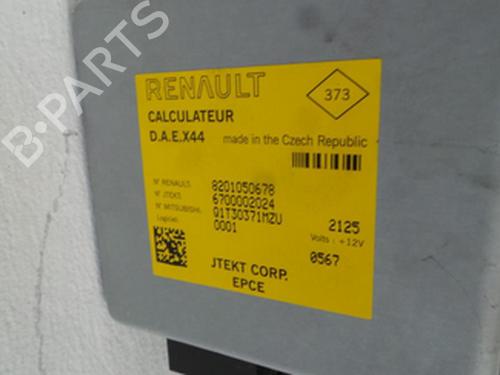 B-PARTS
RENAULT
373
CALCULATEUR
D.A.E.X44
made in the Czech Republic
N° RENAULT: 8201050678
N° JTEKT: 6700002024
N° MITSUBISHI: Q1T30371MZU
Logiciel: 0001
2125
Volts : +12V
0567
JTEKT CORP.
EPCE